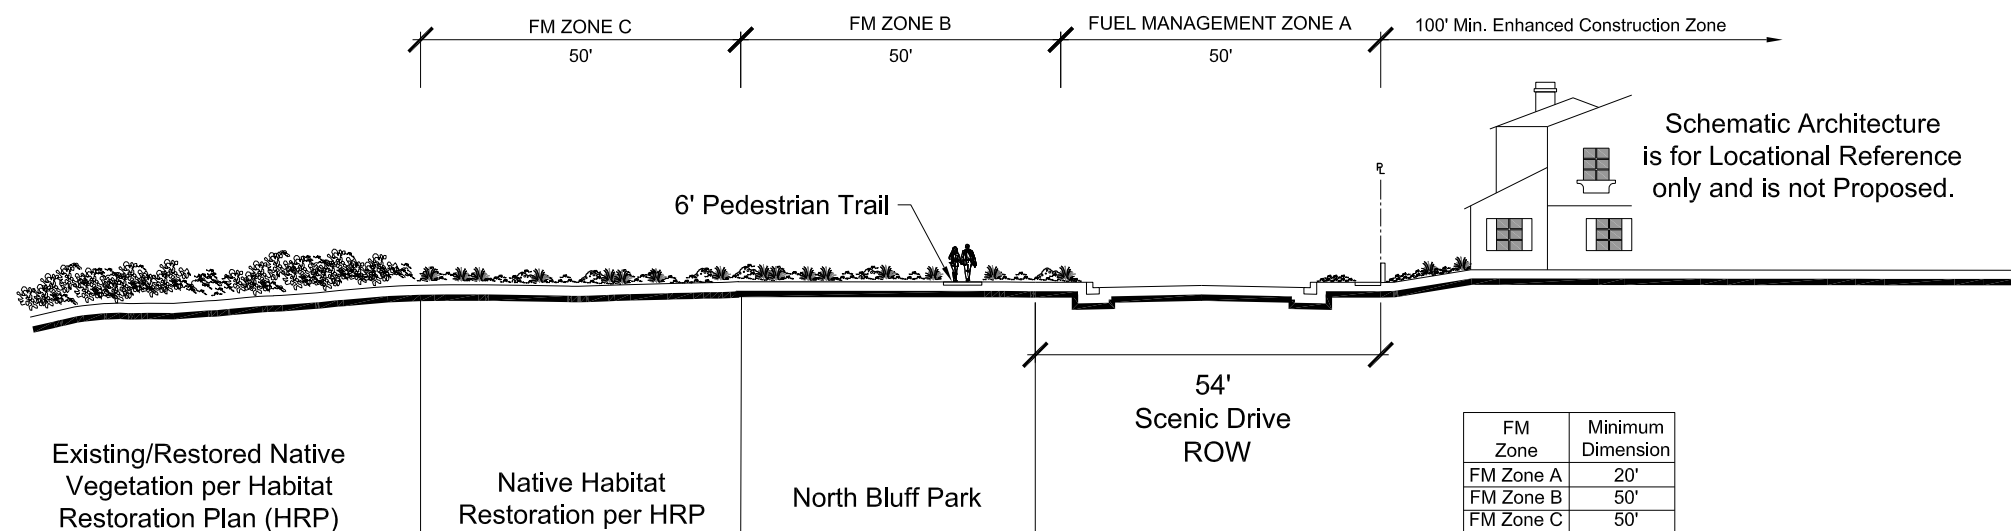 FM ZONE C
50'
FM ZONE B
50'
FUEL MANAGEMENT ZONE A
50'
100' Min. Enhanced Construction Zone
Schematic Architecture
is for Locational Reference
only and is not Proposed.
PL
6' Pedestrian Trail
54'
Scenic Drive
ROW
Existing/Restored Native
Vegetation per Habitat
Restoration Plan (HRP)
Native Habitat
Restoration per HRP
North Bluff Park
FM Zone Minimum Dimension
FM Zone A 20'
FM Zone B 50'
FM Zone C 50'